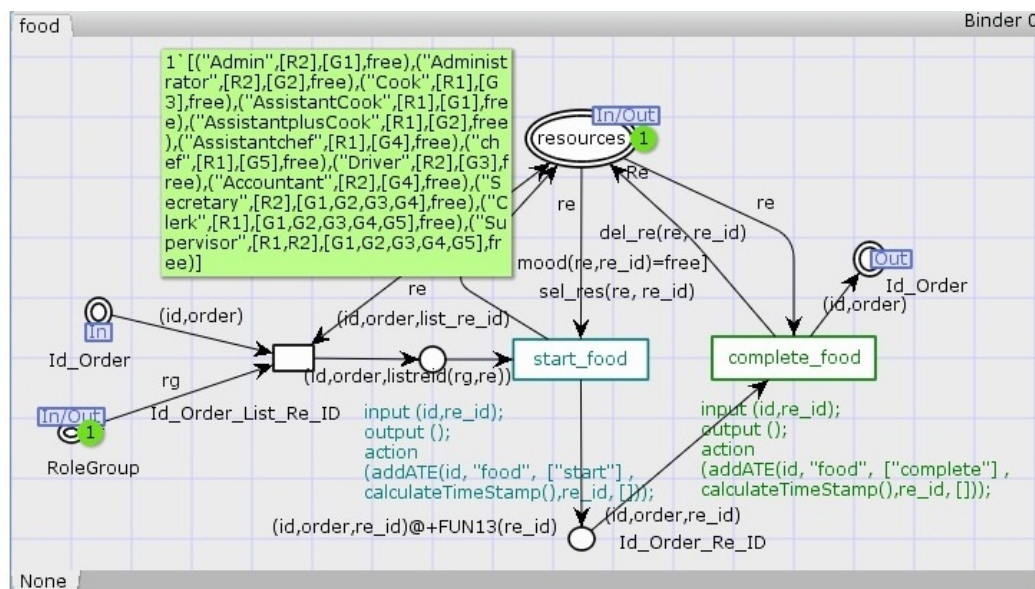 food
Binder 0
1`[("Admin",[R2],[G1],free),("Administ
rator",[R2],[G2],free),("Cook",[R1],[G
3],free),("AssistantCook",[R1],[G1],fre
e),("AssistantplusCook",[R1],[G2],free
),("Assistantchef",[R1],[G4],free),("ch
ef",[R1],[G5],free),("Driver",[R2],[G3],f
ree),("Accountant",[R2],[G4],free),("S
ecretary",[R2],[G1,G2,G3,G4],free),("C
lerk",[R1],[G1,G2,G3,G4,G5],free),("Su
pervisor",[R1,R2],[G1,G2,G3,G4,G5],fr
ee)]
In/Out
resources
1
Re
re
re
del_re(re, re_id)
mood(re,re_id)=free]
sel_res(re, re_id)
re
Out
Id_Order
(id,order)
In
Id_Order
(id,order)
(id,order,list_re_id)
start_food
complete_food
(id,order,listreid(rg,re))
rg
In/Out
1
RoleGroup
Id_Order_List_Re_ID
input (id,re_id);
output ();
action
(addATE(id, "food", ["start"] ,
calculateTimeStamp(),re_id, []));
input (id,re_id);
output ();
action
(addATE(id, "food", ["complete"] ,
calculateTimeStamp(),re_id, []));
(id,order,re_id)@+FUN13(re_id)
(id,order,re_id)
Id_Order_Re_ID
None